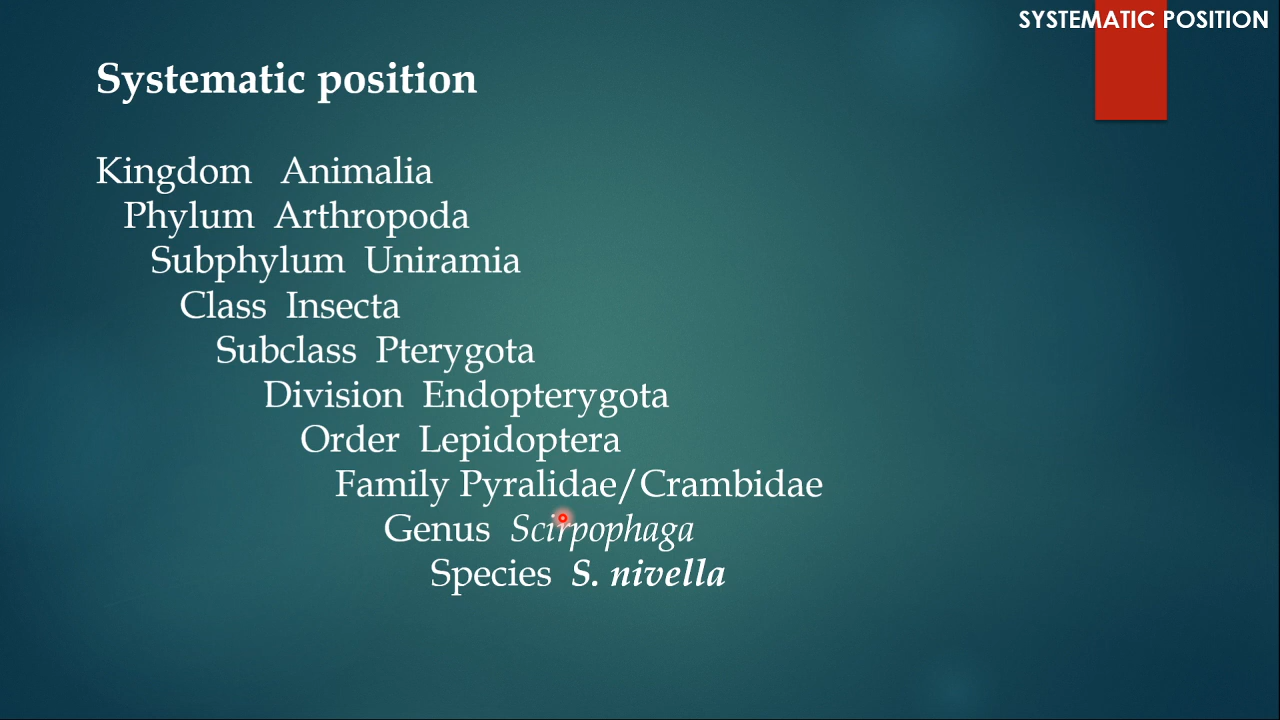 SYSTEMATIC POSITION
Systematic position
Kingdom Animalia
Phylum Arthropoda
Subphylum Uniramia
Class Insecta
Subclass Pterygota
Division Endopterygota
Order Lepidoptera
Family Pyralidae/Crambidae
Genus Scirpophaga
Species S. nivella